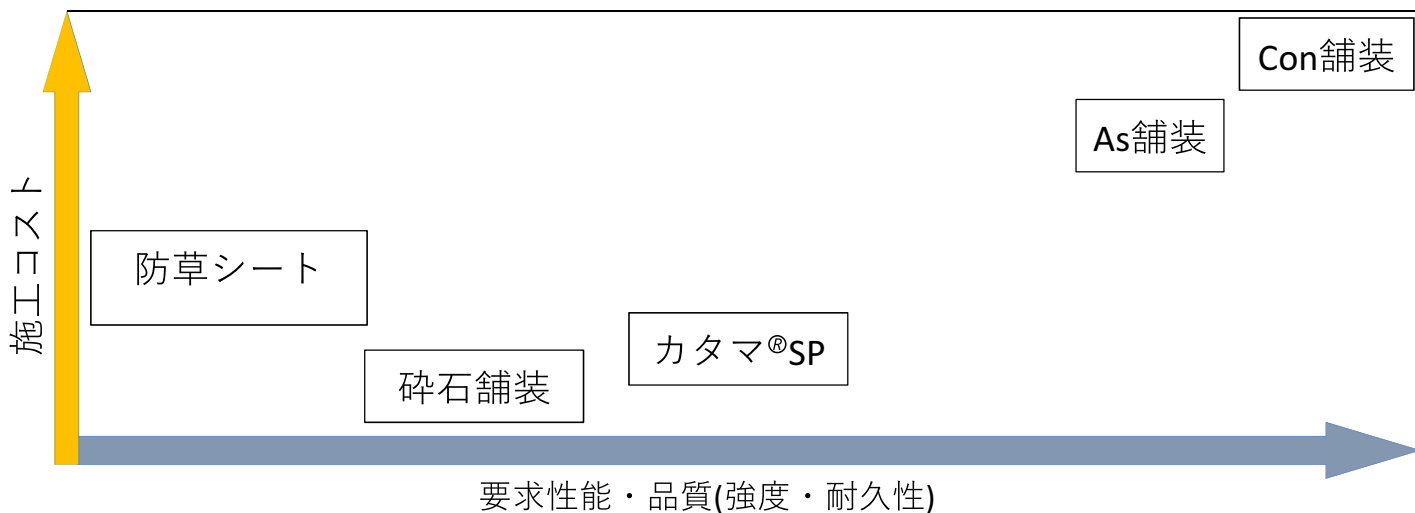 Con舗装
As舗装
施工コスト
防草シート
カタマ®SP
砕石舗装
要求性能・品質(強度・耐久性)